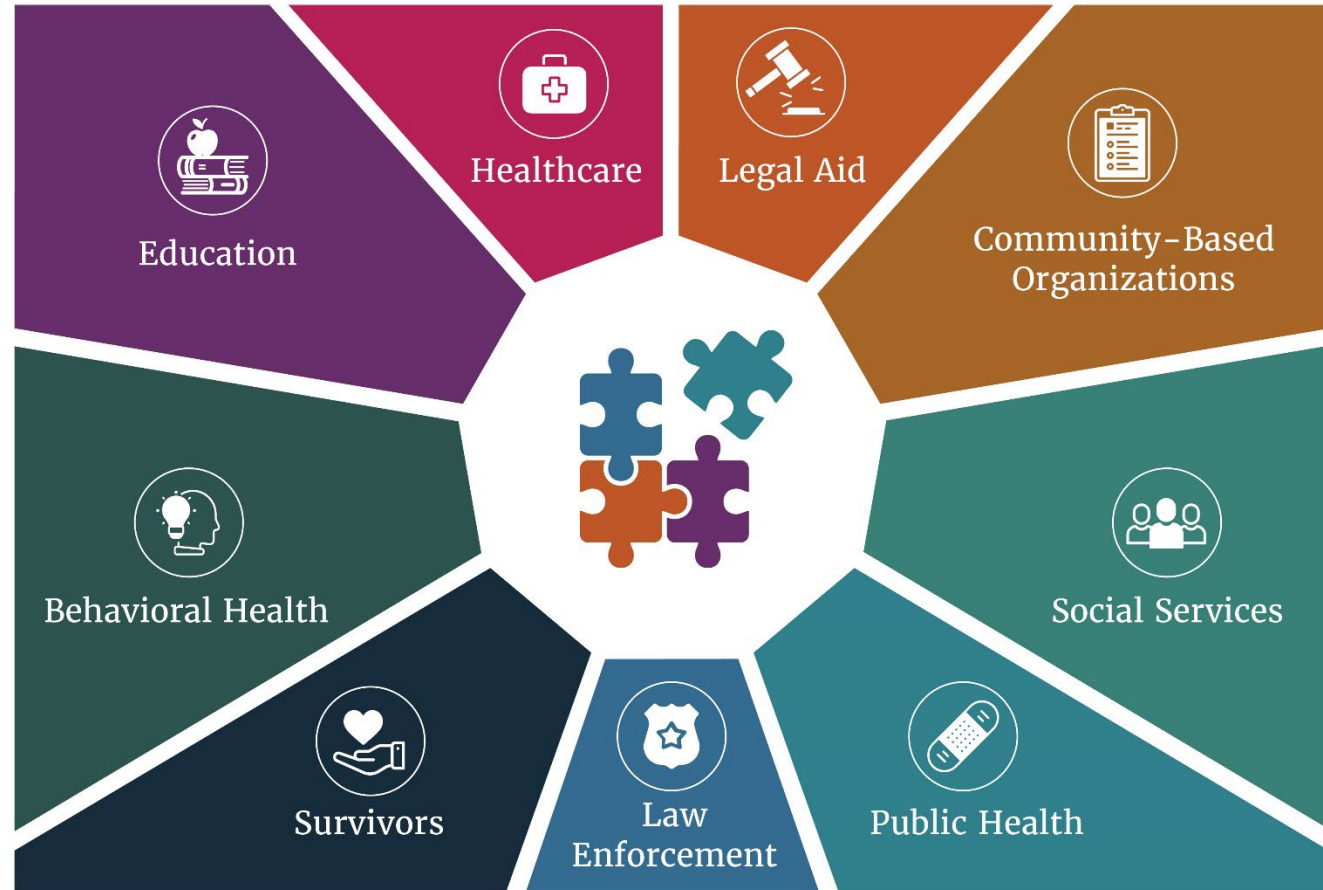 Healthcare
Legal Aid
Education
Community-Based
Organizations
Behavioral Health
Social Services
Survivors
Law
Enforcement
Public Health